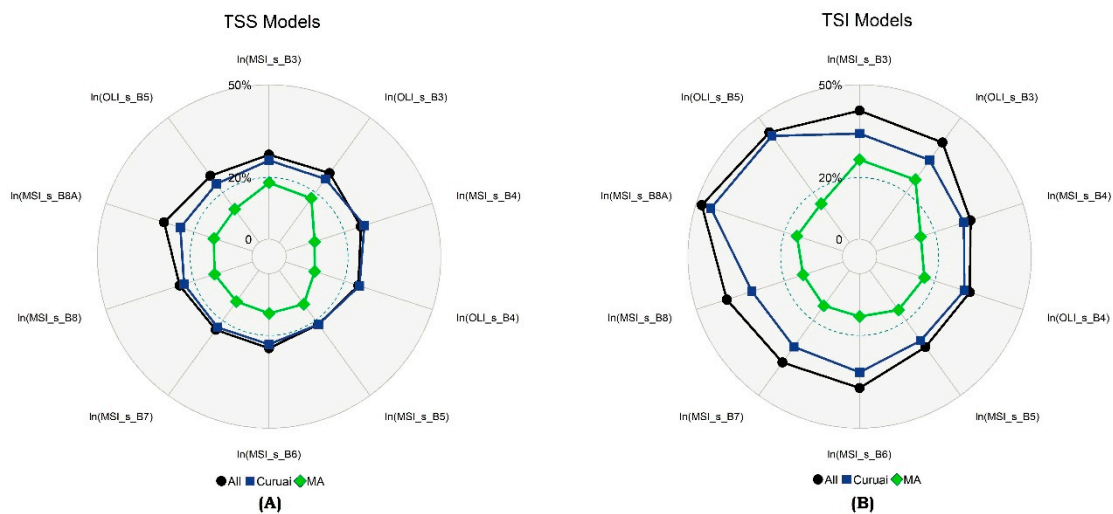 TSS Models
ln(MSI_s_B3)
50%
ln(OLI_s_B5)
ln(OLI_s_B3)
20%
ln(MSI_s_B8A)
ln(MSI_s_B4)
0
ln(MSI_s_B8)
ln(OLI_s_B4)
ln(MSI_s_B7)
ln(MSI_s_B5)
ln(MSI_s_B6)
All Curuai MA
(A)
TSI Models
ln(MSI_s_B3)
50%
ln(OLI_s_B5)
ln(OLI_s_B3)
20%
ln(MSI_s_B8A)
ln(MSI_s_B4)
0
ln(MSI_s_B8)
ln(OLI_s_B4)
ln(MSI_s_B7)
ln(MSI_s_B5)
ln(MSI_s_B6)
All Curuai MA
(B)